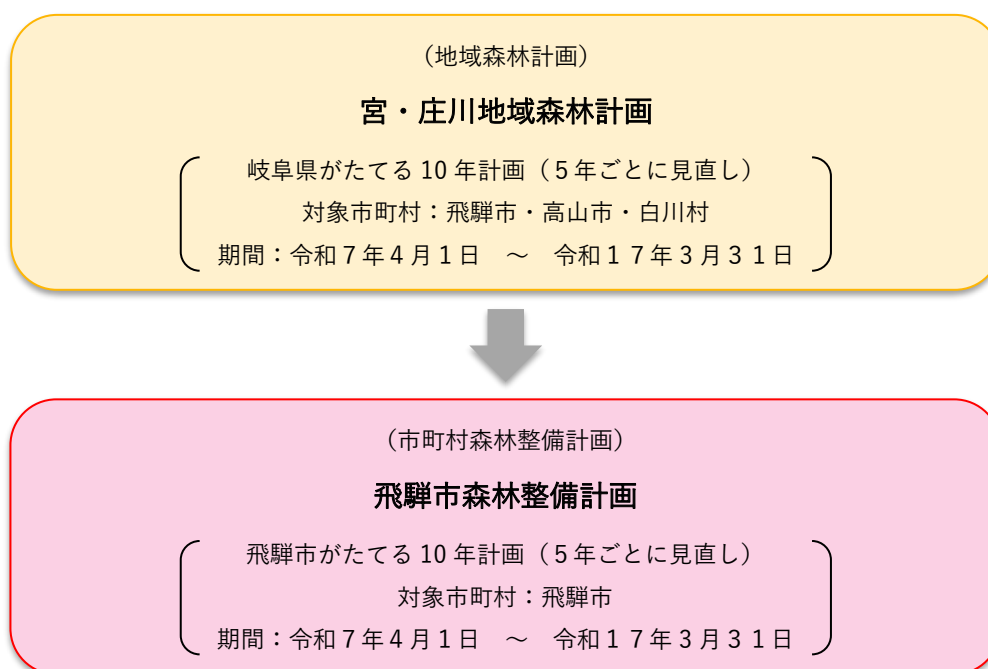 （地域森林計画）
宮・庄川地域森林計画
岐阜県がたてる 10 年計画（５年ごとに見直し）
対象市町村：飛騨市・高山市・白川村
期間：令和７年４月１日　～　令和１７年３月３１日
（市町村森林整備計画）
飛騨市森林整備計画
飛騨市がたてる 10 年計画（５年ごとに見直し）
対象市町村：飛騨市
期間：令和７年４月１日　～　令和１７年３月３１日